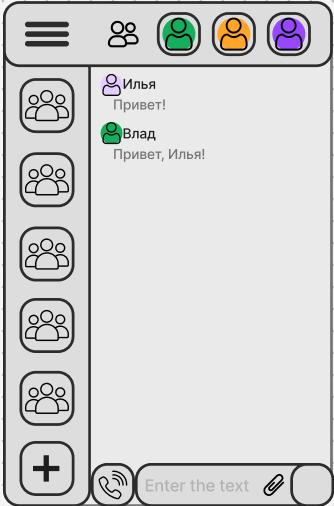 Илья
Привет!
Влад
Привет, Илья!
Enter the text